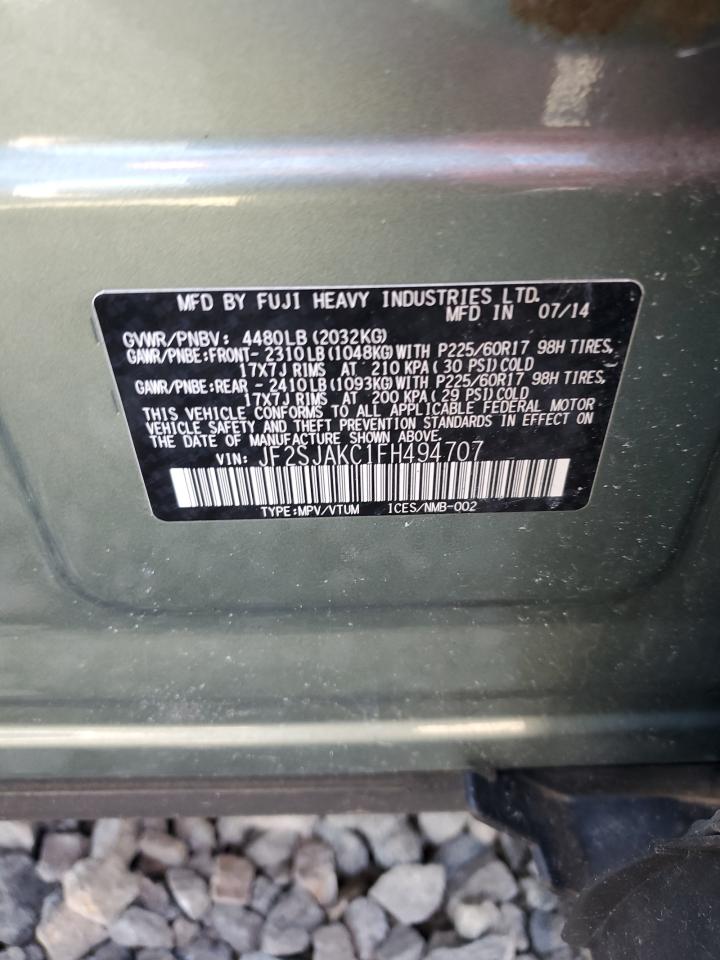 MFD BY FUJI HEAVY INDUSTRIES LTD.
MFD IN 07/14
GVWR/PNBV: 4480LB (2032KG)
GAWR/PNBE:FRONT- 2310LB (1048KG) WITH P225/60R17 98H TIRES,
17X7J RIMS AT 210 KPA ( 30 PSI) COLD
GAWR/PNBE:REAR - 2410LB (1093KG) WITH P225/60R17 98H TIRES,
17X7J RIMS AT 200 KPA ( 29 PSI) COLD
THIS VEHICLE CONFORMS TO ALL APPLICABLE FEDERAL MOTOR
VEHICLE SAFETY AND THEFT PREVENTION STANDARDS IN EFFECT ON
THE DATE OF MANUFACTURE SHOWN ABOVE.
VIN: JF2SJAKC1FH494707
TYPE:MPV/VTUM ICES/NMB-002